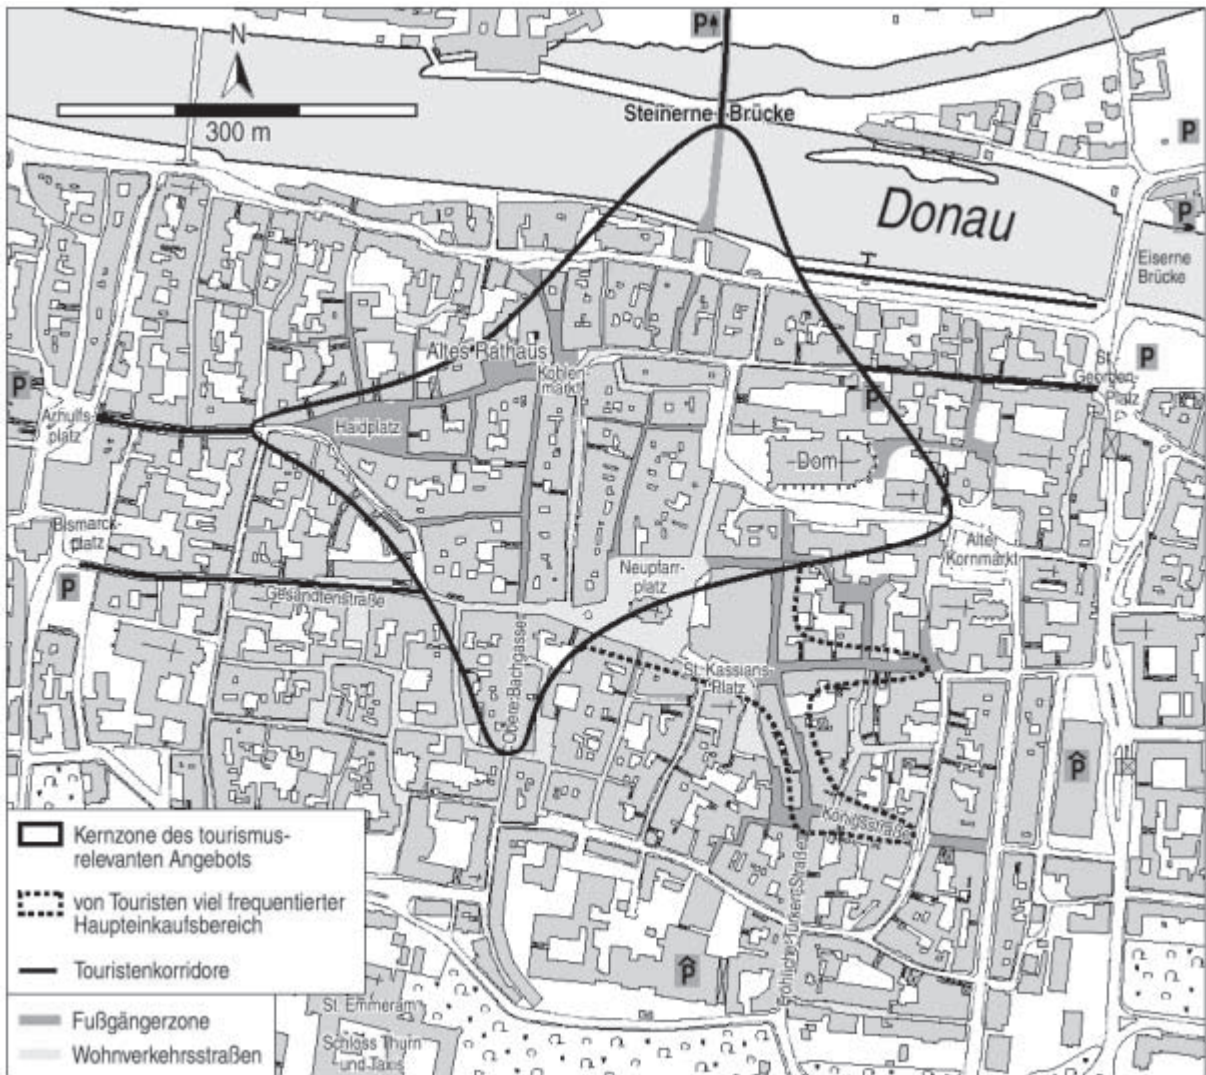 P
N
Steinerne Brücke
300 m
P
Donau
P
Eiserne
Brücke
Altes Rathaus
Kohlen-
markt
St.-
Georgen-
Platz
P
P
P
Arnulfs-
platz
Haidplatz
Dom
Bismarck-
platz
Alter
Kornmarkt
Neupfarr-
platz
P
Gesandtenstraße
Obere Bachgasse
St. Kassians-
Platz
P
Königsstraße
Fröhliche-Türken-Straße
P
St. Emmeram
Schloss Thurn
und Taxis
Kernzone des tourismus-
relevanten Angebots
von Touristen viel frequentierter
Haupteinkaufsbereich
Touristenkorridore
Fußgängerzone
Wohnverkehrsstraßen